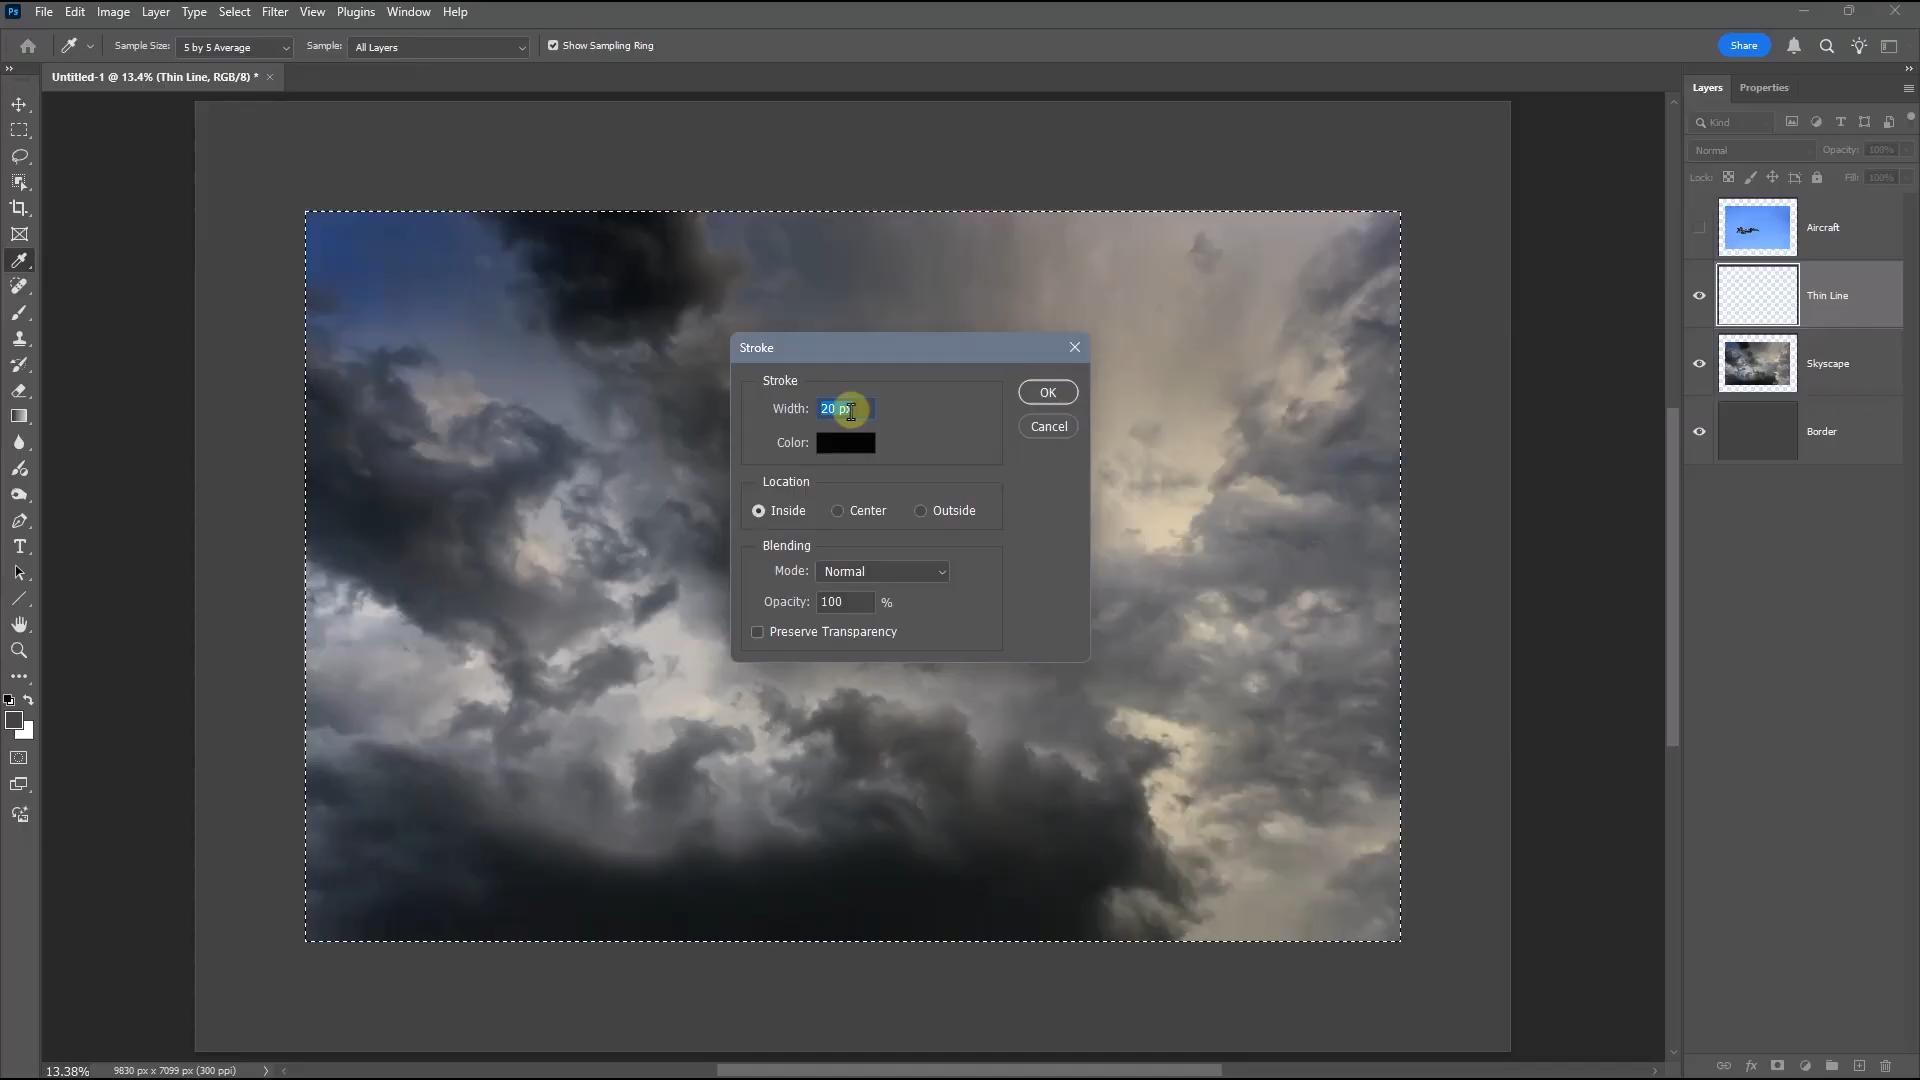 Ps File Edit Image Layer Type Select Filter View Plugins Window Help
Sample Size: 5 by 5 Average Sample: All Layers Show Sampling Ring Share
Untitled-1 @ 13.4% (Thin Line, RGB/8) *
Layers Properties
Kind
Normal Opacity: 100%
Lock: Fill: 100%
Aircraft
Thin Line
Skyscape
Border
Stroke
Stroke
Width: 20 px
Color:
OK
Cancel
Location
Inside Center Outside
Blending
Mode: Normal
Opacity: 100 %
Preserve Transparency
13.38% 9830 px x 7099 px (300 ppi)